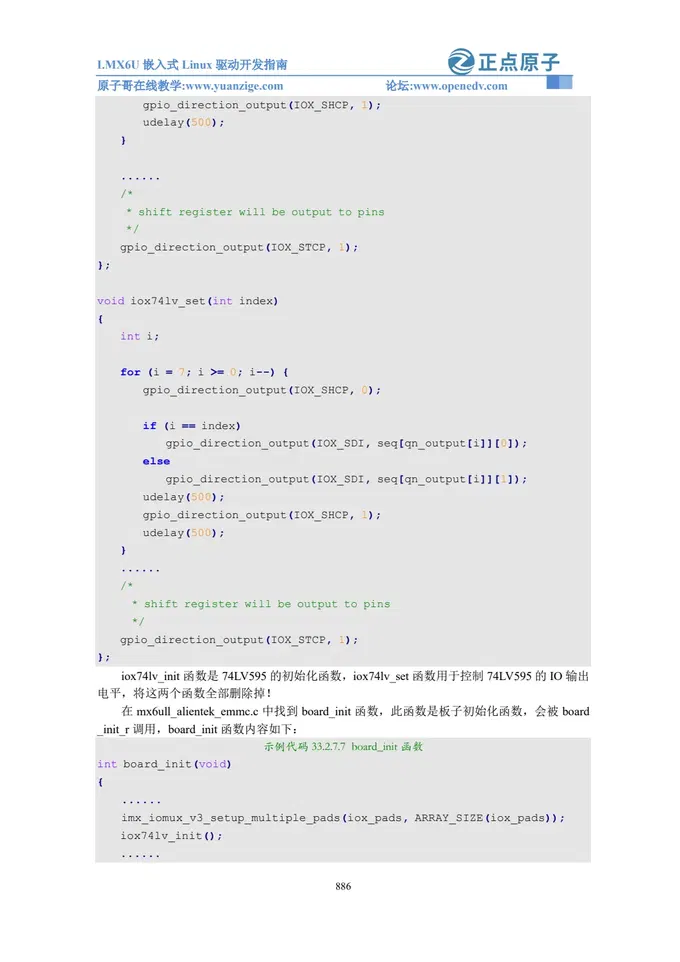 I.MX6U 嵌入式 Linux 驱动开发指南
正点原子
原子哥在线教学:www.yuanzige.com 论坛:www.openedv.com
gpio_direction_output(IOX_SHCP, 1);
udelay(500);
}
......
/*
* shift register will be output to pins
*/
gpio_direction_output(IOX_STCP, 1);
};
void iox74lv_set(int index)
{
int i;
for (i = 7; i >= 0; i--) {
gpio_direction_output(IOX_SHCP, 0);
if (i == index)
gpio_direction_output(IOX_SDI, seq[qn_output[i]][0]);
else
gpio_direction_output(IOX_SDI, seq[qn_output[i]][1]);
udelay(500);
gpio_direction_output(IOX_SHCP, 1);
udelay(500);
}
......
/*
* shift register will be output to pins
*/
gpio_direction_output(IOX_STCP, 1);
};
iox74lv_init 函数是 74LV595 的初始化函数，iox74lv_set 函数用于控制 74LV595 的 IO 输出
电平，将这两个函数全部删除掉！
在 mx6ull_alientek_emmc.c 中找到 board_init 函数，此函数是板子初始化函数，会被 board
_init_r 调用，board_init 函数内容如下：
示例代码 33.2.7.7 board_init 函数
int board_init(void)
{
......
imx_iomux_v3_setup_multiple_pads(iox_pads, ARRAY_SIZE(iox_pads));
iox74lv_init();
......
886